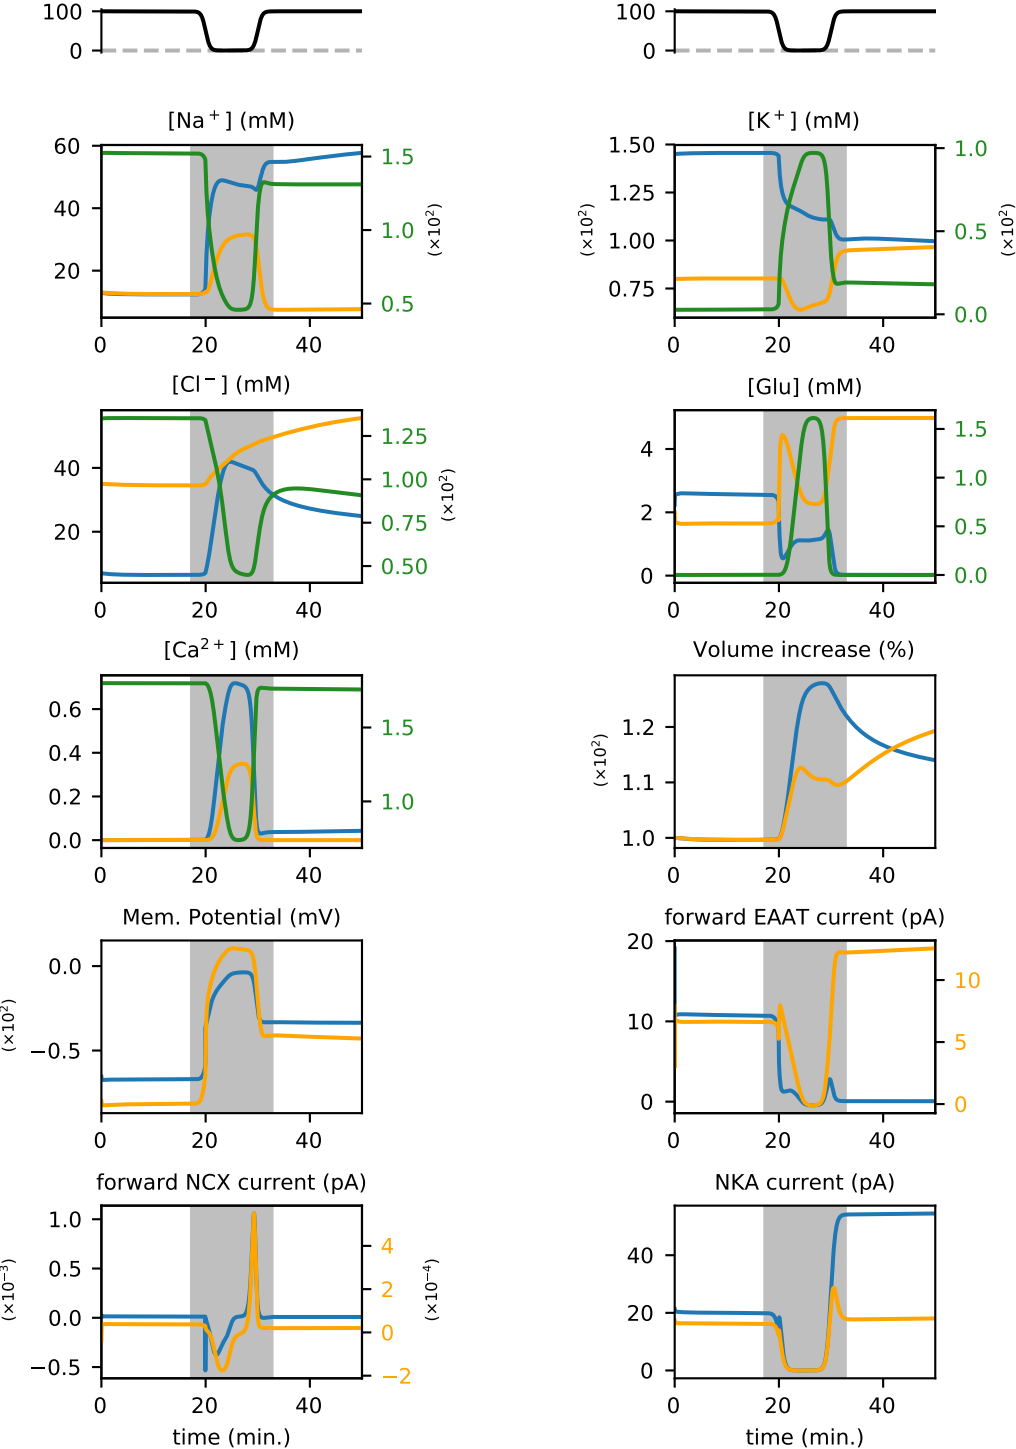 100 100
0 0
[Na⁺] (mM) [K⁺] (mM)
60 1.5 1.50 1.0
40 1.0 1.25 0.5
20 0.5 1.00 0.0
0.75
(×10²) (×10²) (×10²)
0 20 40 0 20 40
[Cl⁻] (mM) [Glu] (mM)
40 1.25 4 1.5
20 1.00 2 1.0
0.75 0 0.5
0.50 0.0
(×10²)
0 20 40 0 20 40
[Ca²⁺] (mM) Volume increase (%)
0.6 1.5 1.2
0.4 1.0 1.1
0.2 1.0
0.0
(×10²)
0 20 40 0 20 40
Mem. Potential (mV) forward EAAT current (pA)
0.0 20 10
−0.5 10 5
0 0
(×10²)
0 20 40 0 20 40
forward NCX current (pA) NKA current (pA)
1.0 4 40
0.5 2 20
0.0 0 0
−0.5 −2
(×10⁻³) (×10⁻⁴)
0 20 40 0 20 40
time (min.) time (min.)